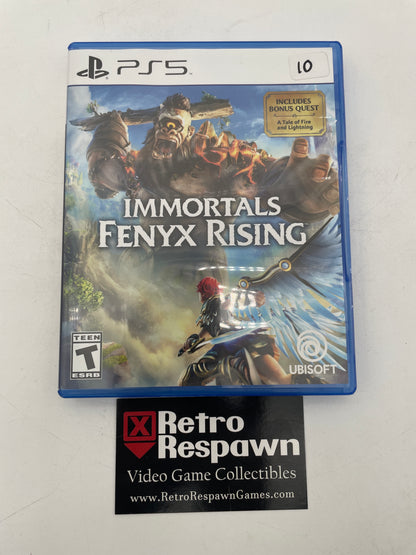 PS5
10
INCLUDES
BONUS QUEST
A Tale of Fire
and Lightning
IMMORTALS
FENYX RISING
TEEN
T
ESRB
UBISOFT
X Retro
Respawn
Video Game Collectibles
www.RetroRespawnGames.com